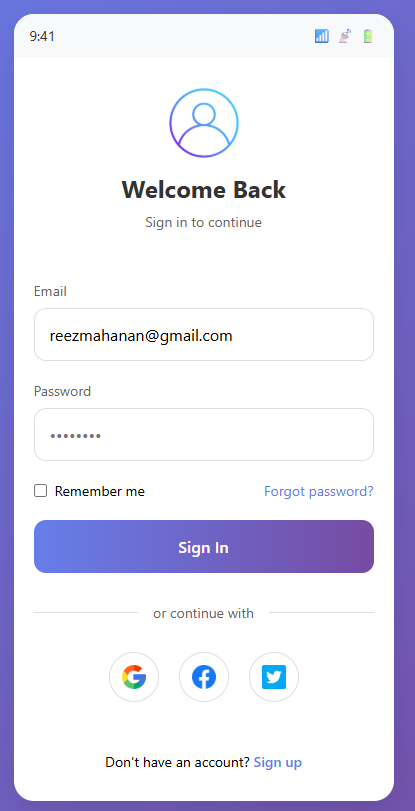 9:41
Welcome Back
Sign in to continue
Email
reezmahanan@gmail.com
Password
••••••••
Remember me
Forgot password?
Sign In
or continue with
Don't have an account? Sign up